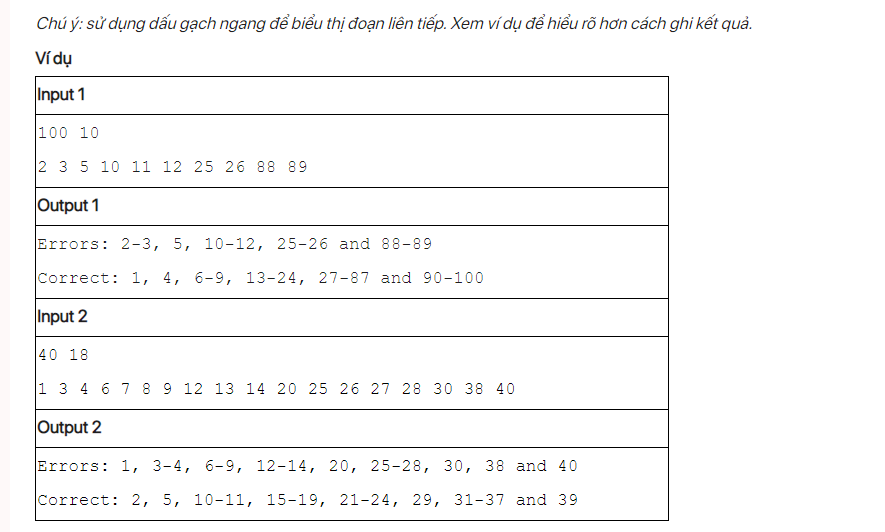 Chú ý: sử dụng dấu gạch ngang để biểu thị đoạn liên tiếp. Xem ví dụ để hiểu rõ hơn cách ghi kết quả.
Ví dụ
Input 1
100 10
2 3 5 10 11 12 25 26 88 89
Output 1
Errors: 2-3, 5, 10-12, 25-26 and 88-89
Correct: 1, 4, 6-9, 13-24, 27-87 and 90-100
Input 2
40 18
1 3 4 6 7 8 9 12 13 14 20 25 26 27 28 30 38 40
Output 2
Errors: 1, 3-4, 6-9, 12-14, 20, 25-28, 30, 38 and 40
Correct: 2, 5, 10-11, 15-19, 21-24, 29, 31-37 and 39